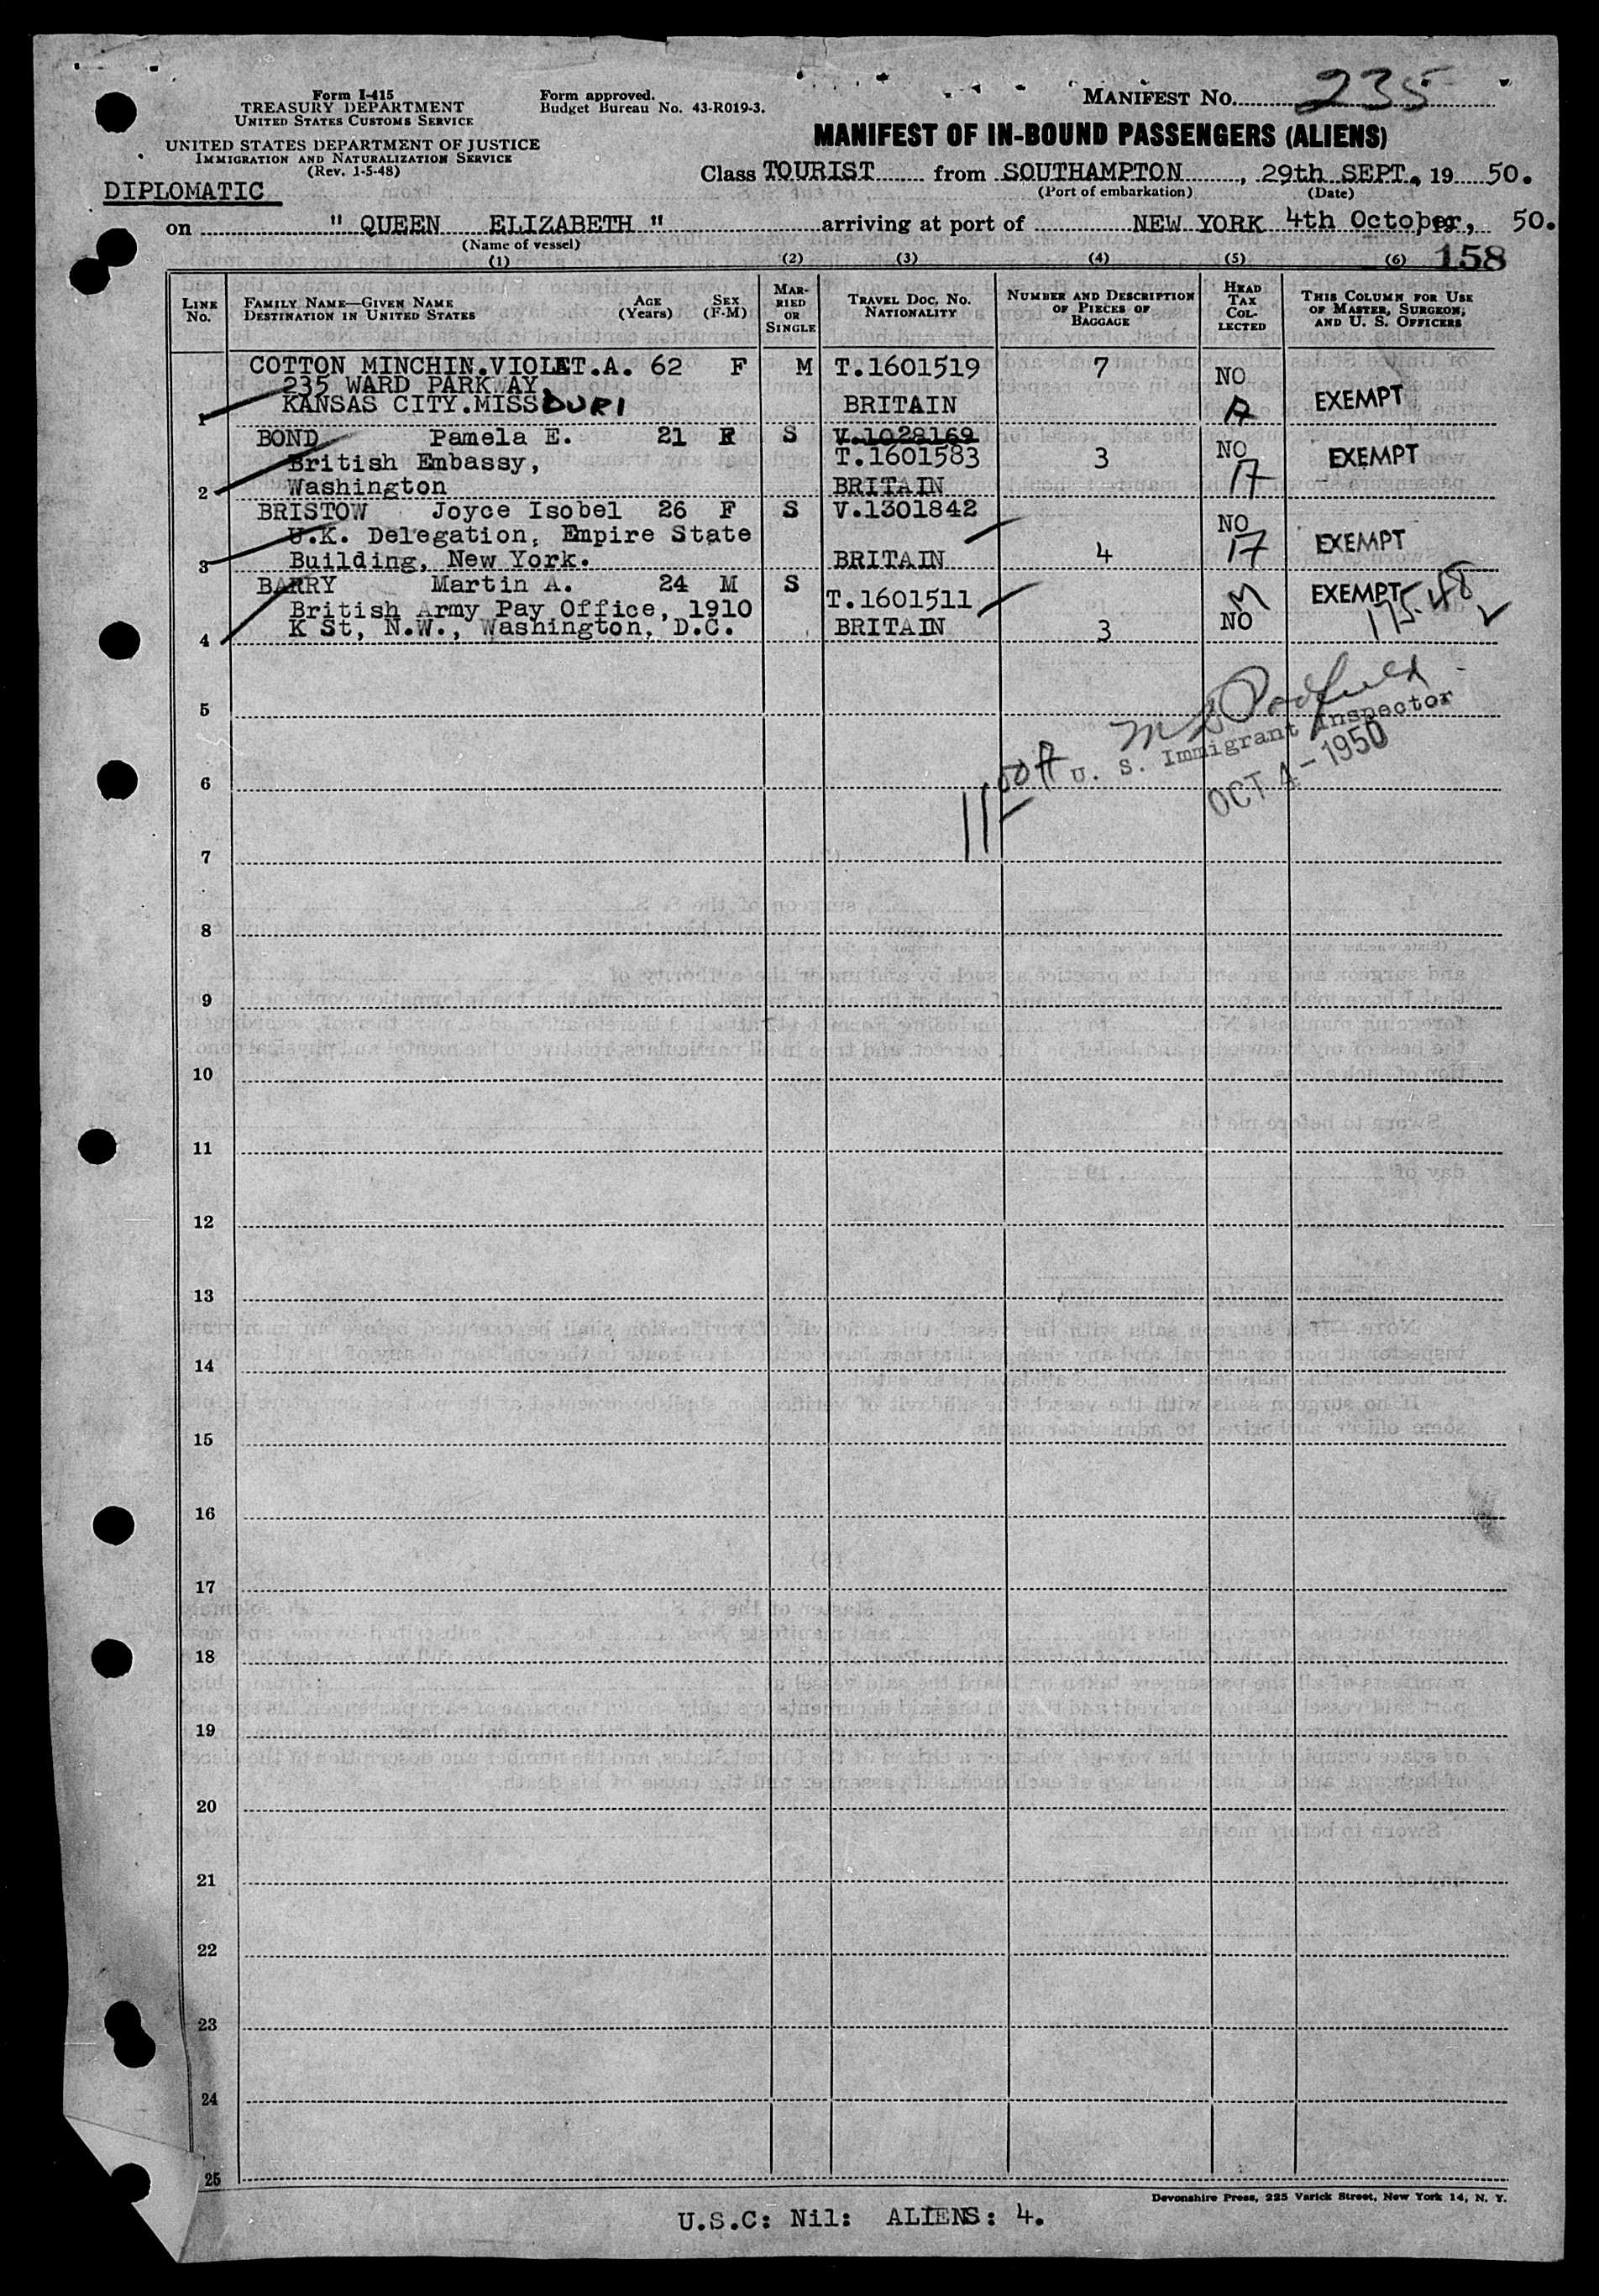 Form I-415
TREASURY DEPARTMENT
UNITED STATES CUSTOMS SERVICE
UNITED STATES DEPARTMENT OF JUSTICE
IMMIGRATION AND NATURALIZATION SERVICE
(Rev. 1-5-48)
DIPLOMATIC
Form approved.
Budget Bureau No. 43-R019-3.
MANIFEST NO. 235
MANIFEST OF IN-BOUND PASSENGERS (ALIENS)
Class TOURIST from SOUTHAMPTON, 29th SEPT., 19 50.
(Port of embarkation) (Date)
on " QUEEN ELIZABETH " arriving at port of NEW YORK 4th October, 50.
(Name of vessel)
158
(1) (2) (3) (4) (5) (6)
LINE NO.
FAMILY NAME—GIVEN NAME
DESTINATION IN UNITED STATES
AGE (Years)
SEX (F-M)
MARRIED OR SINGLE
TRAVEL DOC. NO.
NATIONALITY
NUMBER AND DESCRIPTION OF PIECES OF BAGGAGE
HEAD TAX COLLECTED
THIS COLUMN FOR USE OF MASTER, SURGEON, AND U. S. OFFICERS
COTTON MINCHIN.VIOLET.A. 62 F M T.1601519 7 NO EXEMPT
235 WARD PARKWAY
1 KANSAS CITY.MISSOURI BRITAIN
BOND Pamela E. 21 F S V.1028169 NO EXEMPT
British Embassy, T.1601583 3
2 Washington BRITAIN 17
BRISTOW Joyce Isobel 26 F S V.1301842 NO
U.K. Delegation, Empire State 17 EXEMPT
3 Building, New York. BRITAIN 4
BARRY Martin A. 24 M S T.1601511 EXEMPT
British Army Pay Office, 1910 NO 175.48
4 K St, N.W., Washington, D.C. BRITAIN 3
5
U. S. Immigrant Inspector
OCT 4-1950
6
7
8
9
10
11
12
13
14
15
16
17
18
19
20
21
22
23
24
25
Devonshire Press, 225 Varick Street, New York 14, N. Y.
U.S.C: Nil: ALIENS: 4.